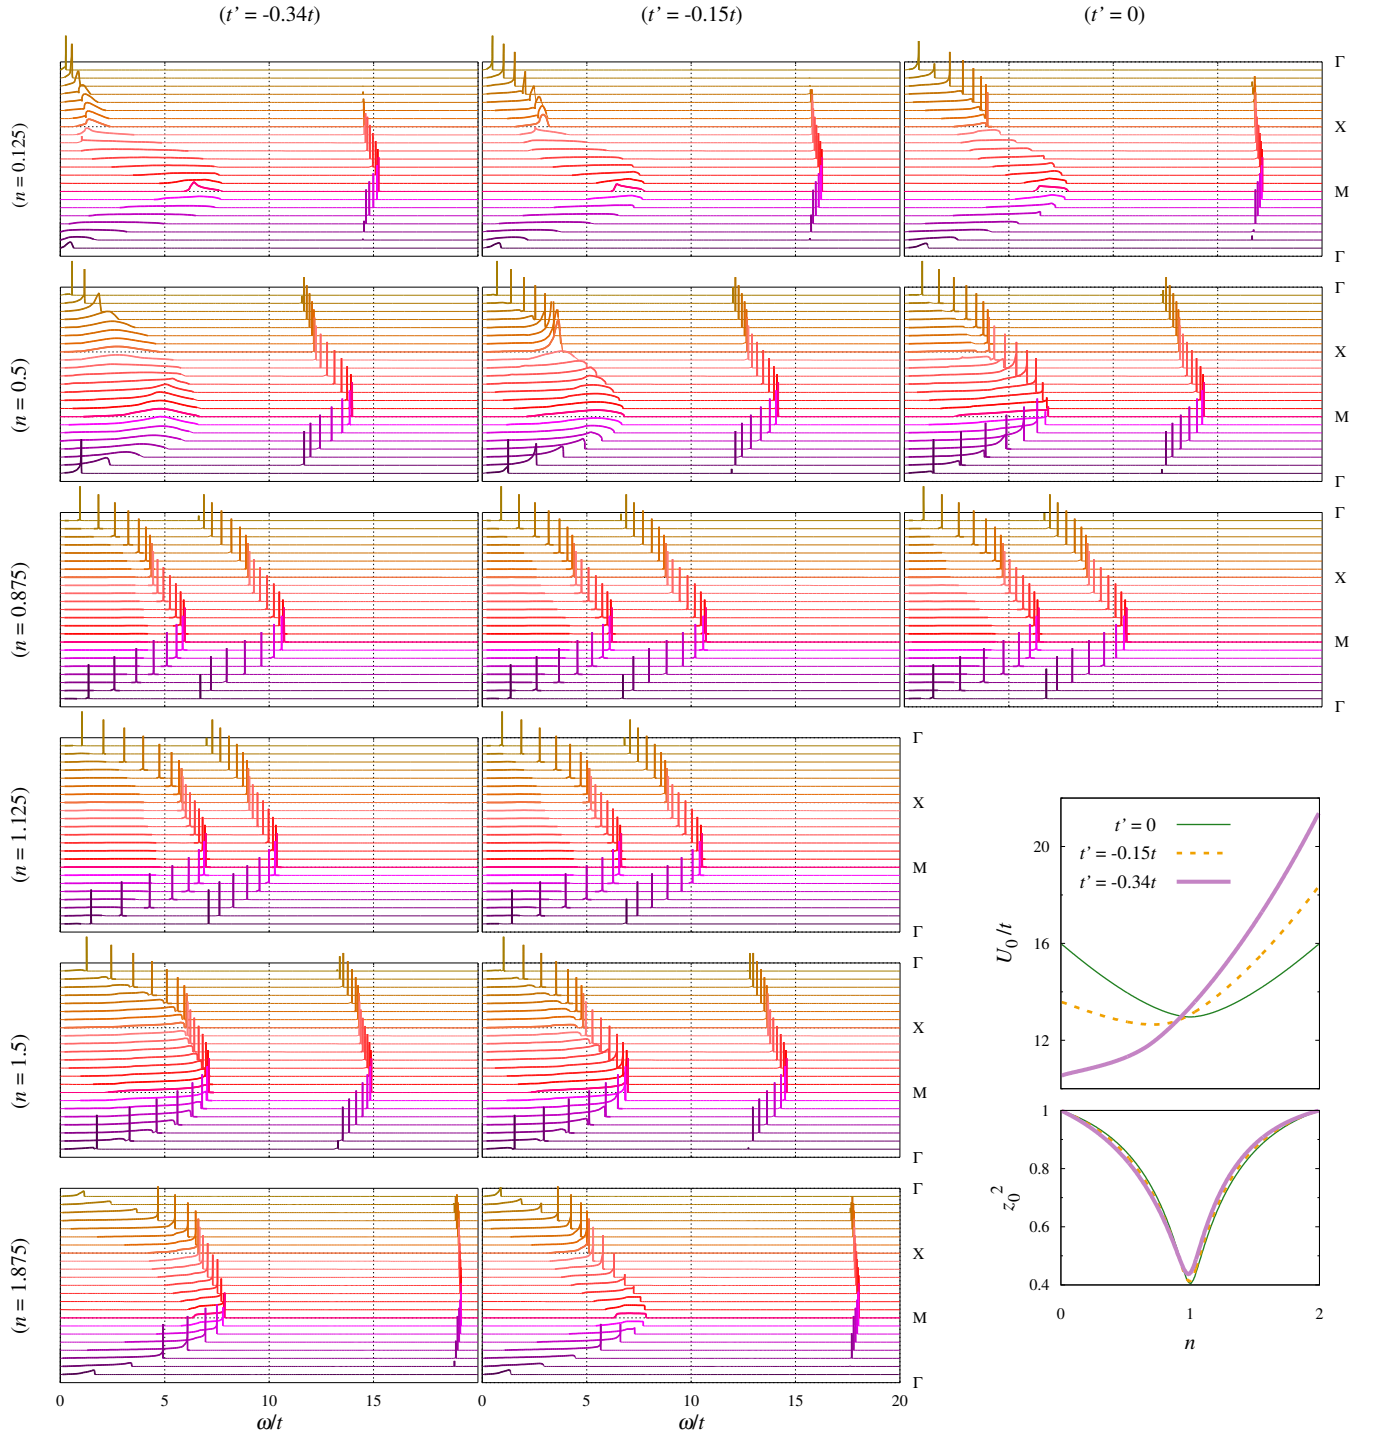 (t’ = -0.34t) (t’ = -0.15t) (t’ = 0)
(n = 0.125) Γ
X
M
Γ
(n = 0.5) Γ
X
M
Γ
(n = 0.875) Γ
X
M
Γ
(n = 1.125) Γ
X
M
Γ
(n = 1.5) Γ
X
M
Γ
(n = 1.875) Γ
X
M
Γ
0 5 10 15 0 5 10 15 20
ω/t ω/t
t’ = 0
t’ = -0.15t
t’ = -0.34t
U₀/t
20
16
12
z₀²
1
0.8
0.6
0.4
0 1 2
n